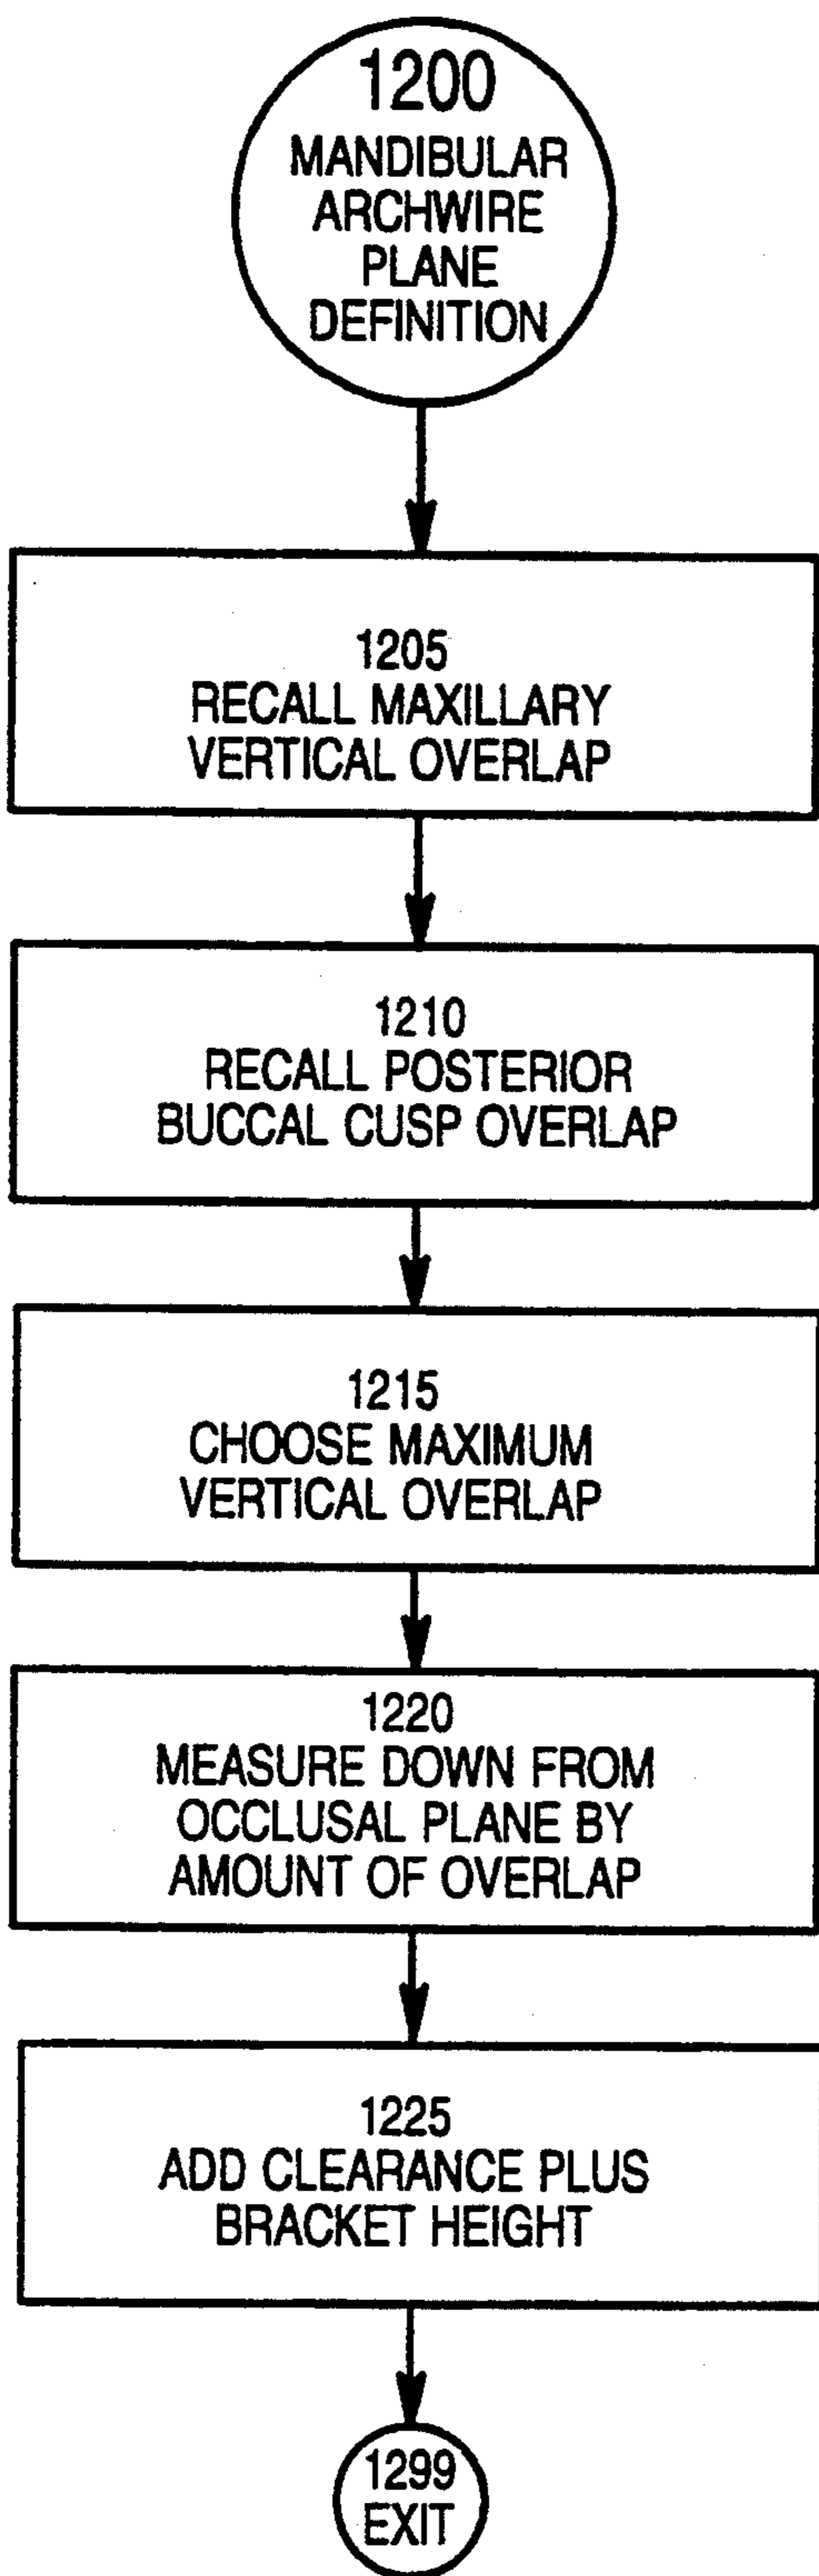 1200
MANDIBULAR
ARCHWIRE
PLANE
DEFINITION
1205
RECALL MAXILLARY
VERTICAL OVERLAP
1210
RECALL POSTERIOR
BUCCAL CUSP OVERLAP
1215
CHOOSE MAXIMUM
VERTICAL OVERLAP
1220
MEASURE DOWN FROM
OCCLUSAL PLANE BY
AMOUNT OF OVERLAP
1225
ADD CLEARANCE PLUS
BRACKET HEIGHT
1299
EXIT